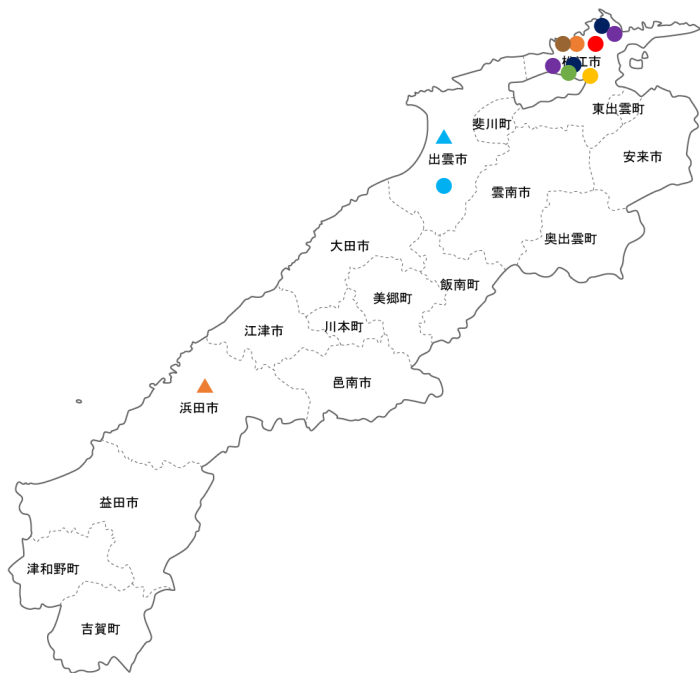 松江市
東出雲町
斐川町
安来市
出雲市
雲南市
奥出雲町
大田市
飯南町
美郷町
川本町
江津市
邑南市
浜田市
益田市
津和野町
吉賀町